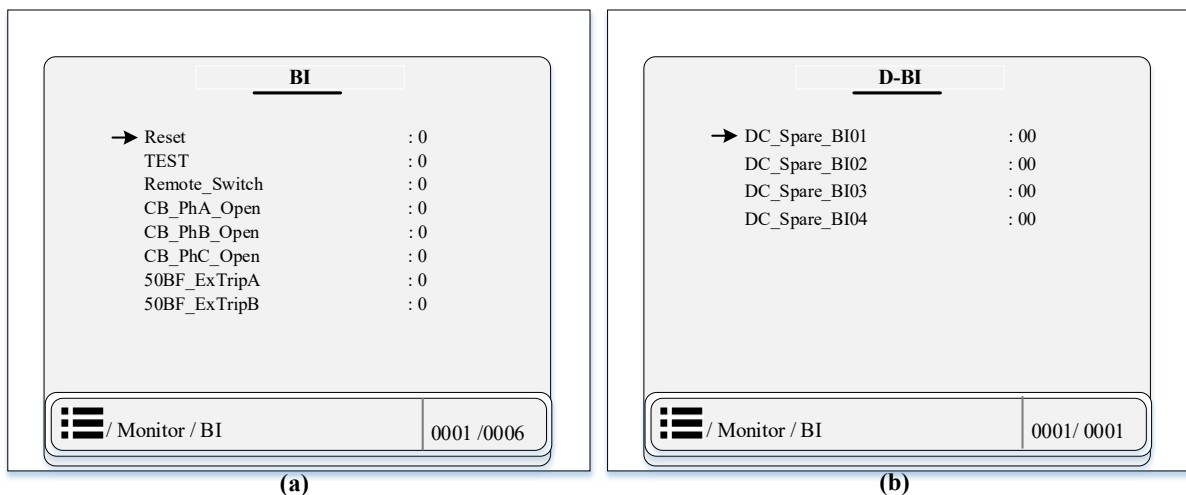 BI
Reset : 0
TEST : 0
Remote_Switch : 0
CB_PhA_Open : 0
CB_PhB_Open : 0
CB_PhC_Open : 0
50BF_ExTripA : 0
50BF_ExTripB : 0
/ Monitor / BI 0001 /0006
(a)
D-BI
DC_Spare_BI01 : 00
DC_Spare_BI02 : 00
DC_Spare_BI03 : 00
DC_Spare_BI04 : 00
/ Monitor / BI 0001/ 0001
(b)